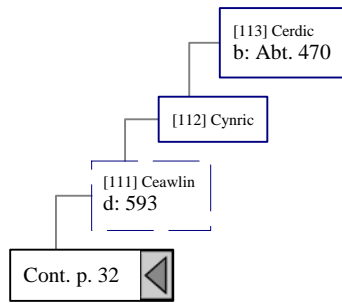 [113] Cerdic
b: Abt. 470
[112] Cynric
[111] Ceawlin
d: 593
Cont. p. 32